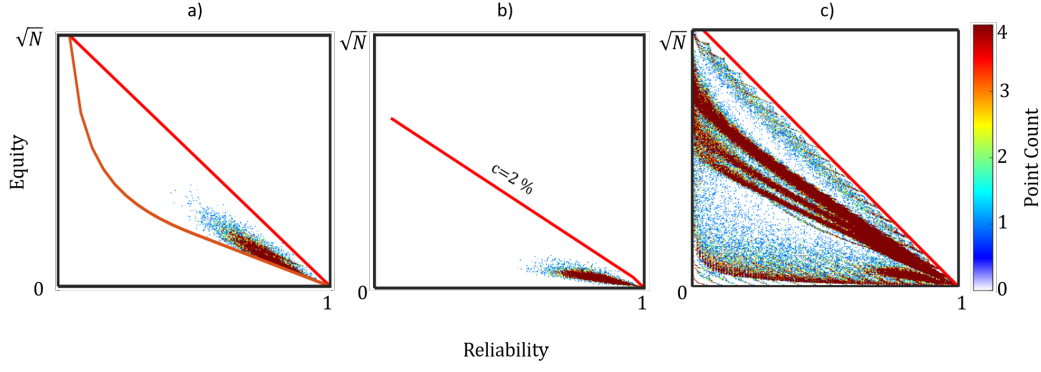 a)
b)
c)
√N
√N
√N
4
3
2
1
0
Point Count
Equity
c=2 %
0
1
0
1
0
1
Reliability